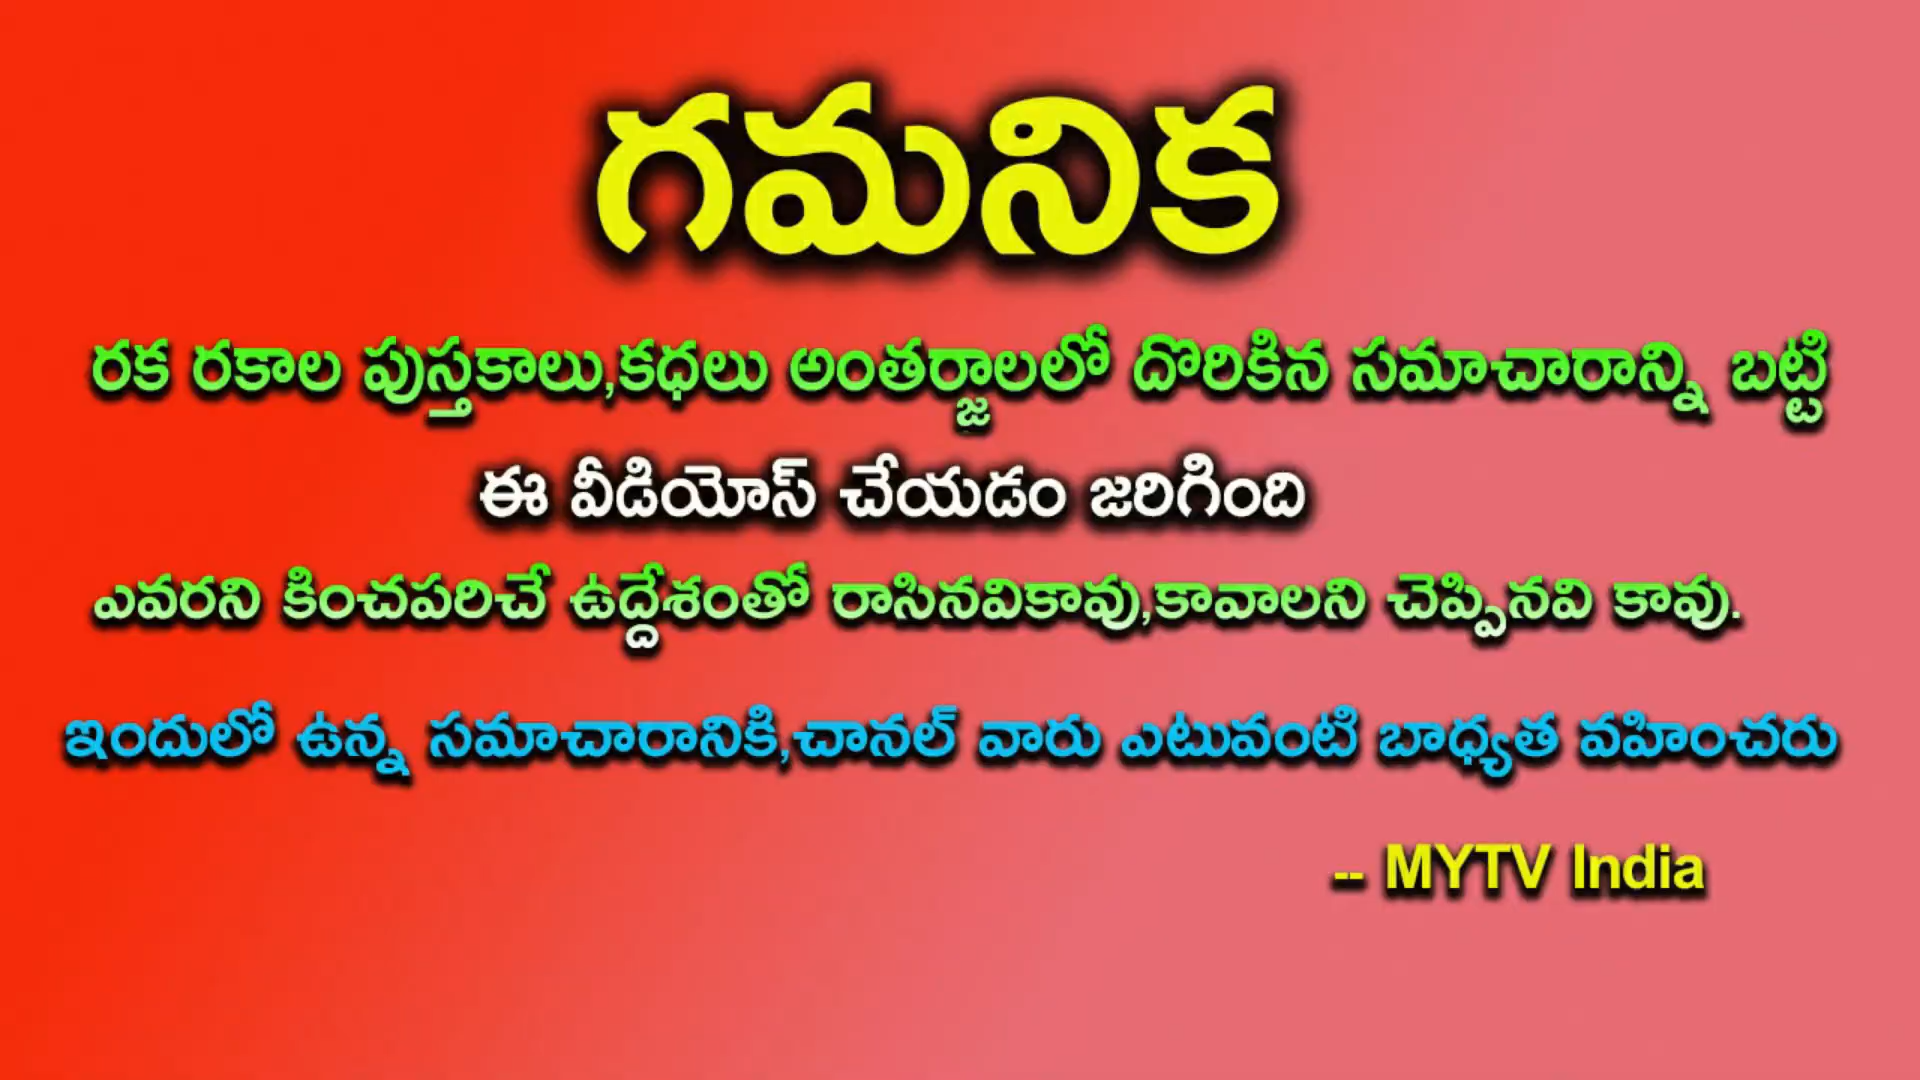 గమనిక
రక రకాల పుస్తకాలు,కధలు అంతర్జాలలో దొరికిన సమాచారాన్ని బట్టి
ఈ వీడియోస్ చేయడం జరిగింది
ఎవరని కించపరిచే ఉద్దేశంతో రాసినవికావు,కావాలని చెప్పినవి కావు.
ఇందులో ఉన్న సమాచారానికి,చానల్ వారు ఎటువంటి బాధ్యత వహించరు
-- MYTV India